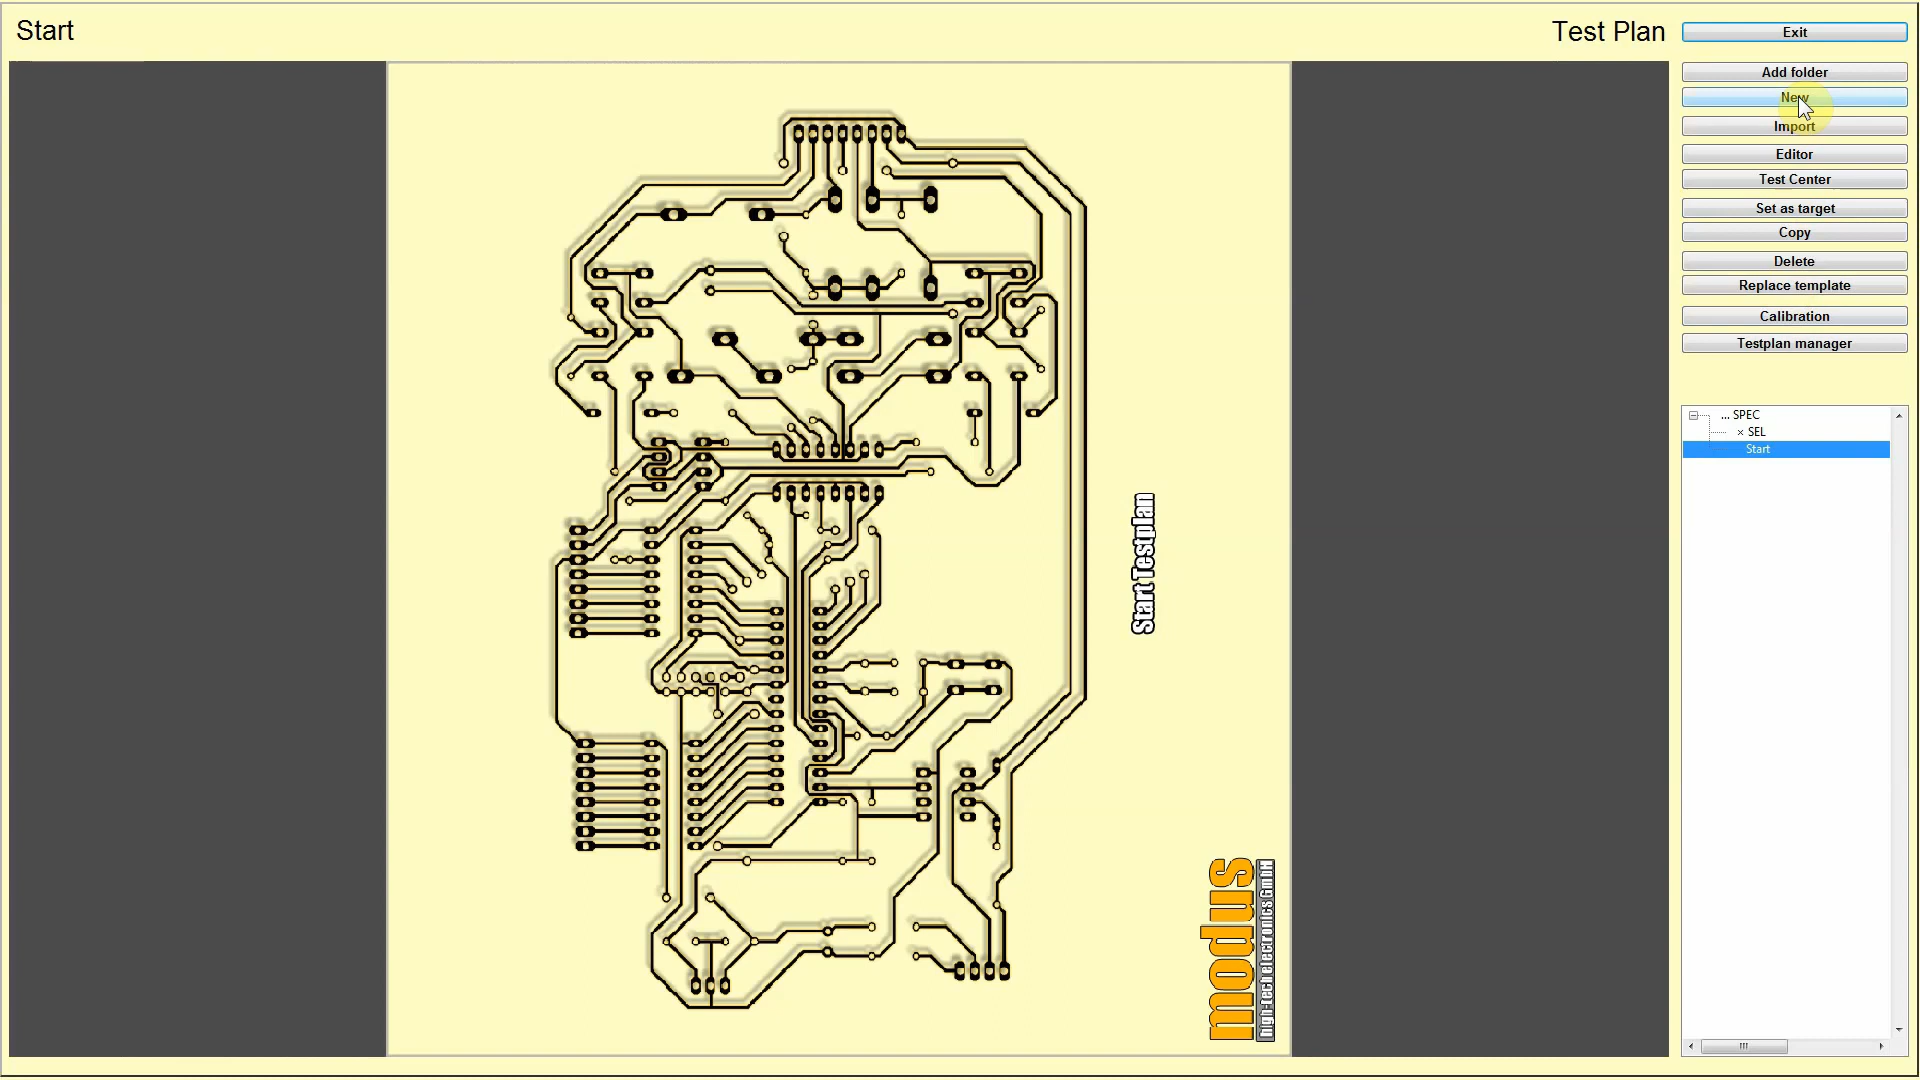 Start
Test Plan
Exit
Add folder
New
Import
Editor
Test Center
Set as target
Copy
Delete
Replace template
Calibration
Testplan manager
... SPEC
× SEL
Start
Start Testplan
modus
high-tech electronics GmbH